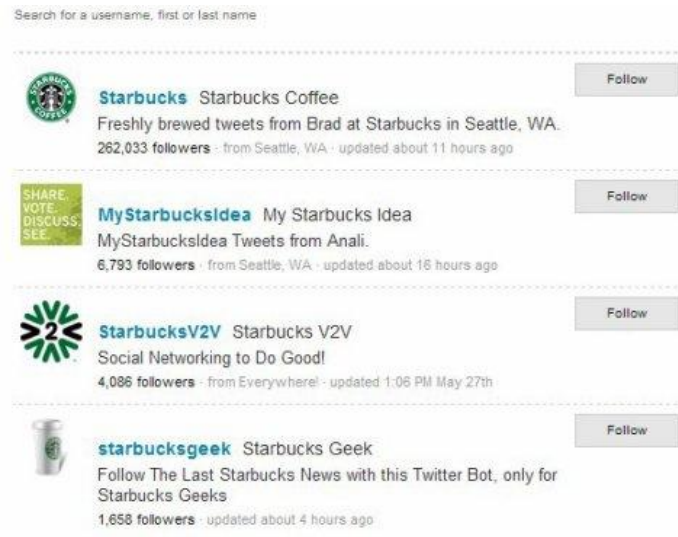 Search for a username, first or last name
STARBUCKS
COFFEE
Starbucks Starbucks Coffee
Follow
Freshly brewed tweets from Brad at Starbucks in Seattle, WA.
262,033 followers · from Seattle, WA · updated about 11 hours ago
SHARE.
VOTE.
DISCUSS.
SEE.
MyStarbucksIdea My Starbucks Idea
Follow
MyStarbucksIdea Tweets from Anali.
6,793 followers · from Seattle, WA · updated about 16 hours ago
>2<
StarbucksV2V Starbucks V2V
Follow
Social Networking to Do Good!
4,086 followers · from Everywhere! · updated 1:06 PM May 27th
starbucksgeek Starbucks Geek
Follow
Follow The Last Starbucks News with this Twitter Bot, only for
Starbucks Geeks
1,658 followers · updated about 4 hours ago